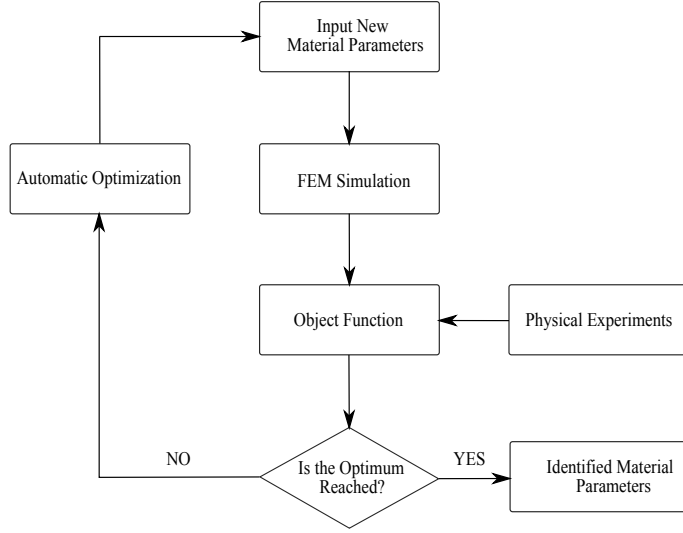 Input New
Material Parameters
Automatic Optimization
FEM Simulation
Object Function
Physical Experiments
NO
Is the Optimum
Reached?
YES
Identified Material
Parameters